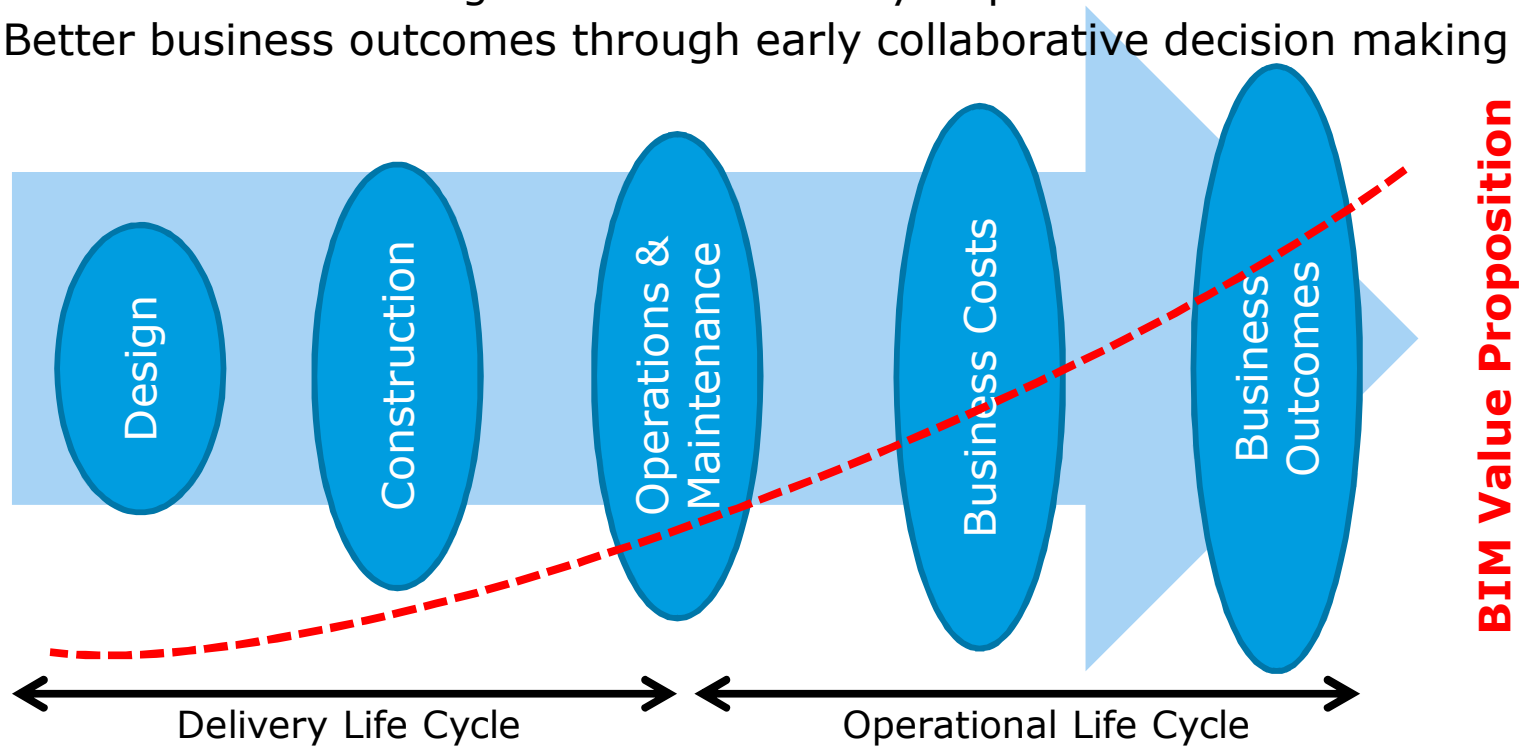 Better business outcomes through early collaborative decision making
Design
Construction
Operations &
Maintenance
Business Costs
Business
Outcomes
BIM Value Proposition
Delivery Life Cycle
Operational Life Cycle